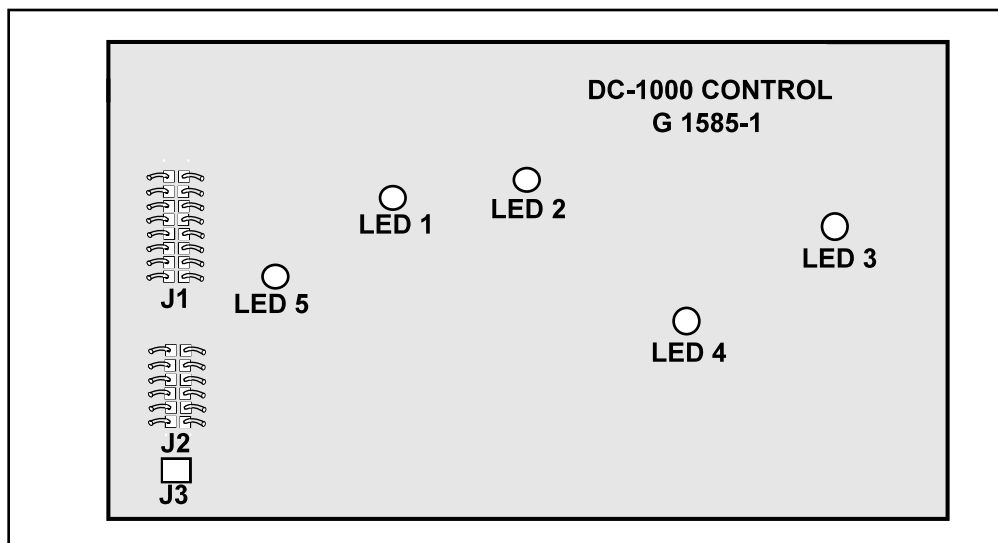 DC-1000 CONTROL
G 1585-1
LED 1
LED 2
LED 3
J1
LED 5
LED 4
J2
J3